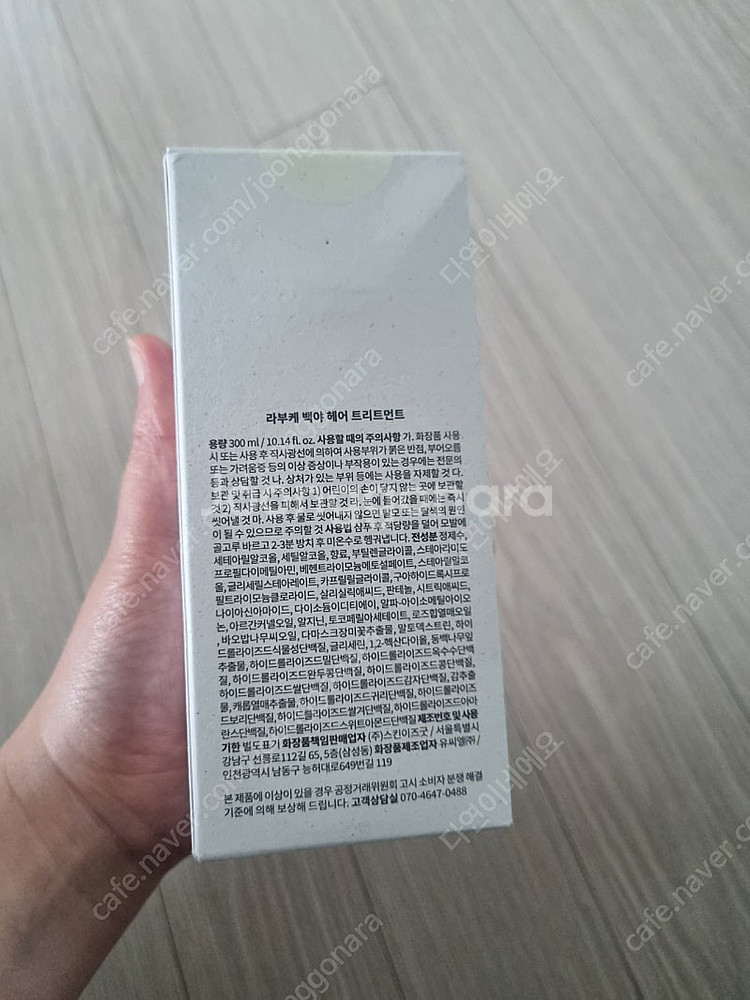 라부케 백야 헤어 트리트먼트
용량 300 ml / 10.14 fl. oz. 사용할 때의 주의사항 가. 화장품 사용
시 또는 사용 후 직사광선에 의하여 사용부위가 붉은 반점, 부어오름
또는 가려움증 등의 이상 증상이나 부작용이 있는 경우에는 전문의
등과 상담할 것 나. 상처가 있는 부위 등에는 사용을 자제할 것 다.
보관 및 취급 시 주의사항 1) 어린이의 손이 닿지 않는 곳에 보관할
것 2) 직사광선을 피해서 보관할 것 라. 눈에 들어갔을 때에는 즉시
씻어낼 것 마. 사용 후 물로 씻어내지 않으면 탈모 또는 탈색의 원인
이 될 수 있으므로 주의할 것 사용법 샴푸 후 적당량을 덜어 모발에
골고루 바르고 2-3분 방치 후 미온수로 헹궈냅니다. 전성분 정제수,
세테아릴알코올, 세틸알코올, 향료, 부틸렌글라이콜, 스테아라미도
프로필다이메틸아민, 베헨트라이모늄메토설페이트, 스테아릴알코
올, 글리세릴스테아레이트, 카프릴릴글라이콜, 구아하이드록시프로
필트라이모늄클로라이드, 살리실릭애씨드, 판테놀, 시트릭애씨드,
나이아신아마이드, 다이소듐이디티에이, 알파-아이소메틸아이오
논, 아르간커넬오일, 알지닌, 토코페릴아세테이트, 로즈힙열매오일
, 바오밥나무씨오일, 다마스크장미꽃추출물, 말토덱스트린, 하이
드롤라이즈드식물성단백질, 글리세린, 1,2-헥산다이올, 동백나무잎
추출물, 하이드롤라이즈드밀단백질, 하이드롤라이즈드옥수수단백
질, 하이드롤라이즈드완두콩단백질, 하이드롤라이즈드콩단백질,
하이드롤라이즈드쌀단백질, 하이드롤라이즈드감자단백질, 감추출
물, 캐롭열매추출물, 하이드롤라이즈드귀리단백질, 하이드롤라이즈
드보리단백질, 하이드롤라이즈드쌀겨단백질, 하이드롤라이즈드아마
란스단백질, 하이드롤라이즈드스위트아몬드단백질 제조번호 및 사용
기한 별도표기 화장품책임판매업자 (주)스킨이즈굿 / 서울특별시
강남구 선릉로112길 65, 5층(삼성동) 화장품제조업자 유씨엘㈜ /
인천광역시 남동구 능허대로649번길 119
본 제품에 이상이 있을 경우 공정거래위원회 고시 소비자 분쟁 해결
기준에 의해 보상해 드립니다. 고객상담실 070-4647-0488
cafe.naver.com/joonggonara
다연이네에요
cafe.naver.com
cafe.naver.com/joonggonara
다연이네에요
cafe.naver.com
cafe.naver.com/joonggonara
cafe.naver.com